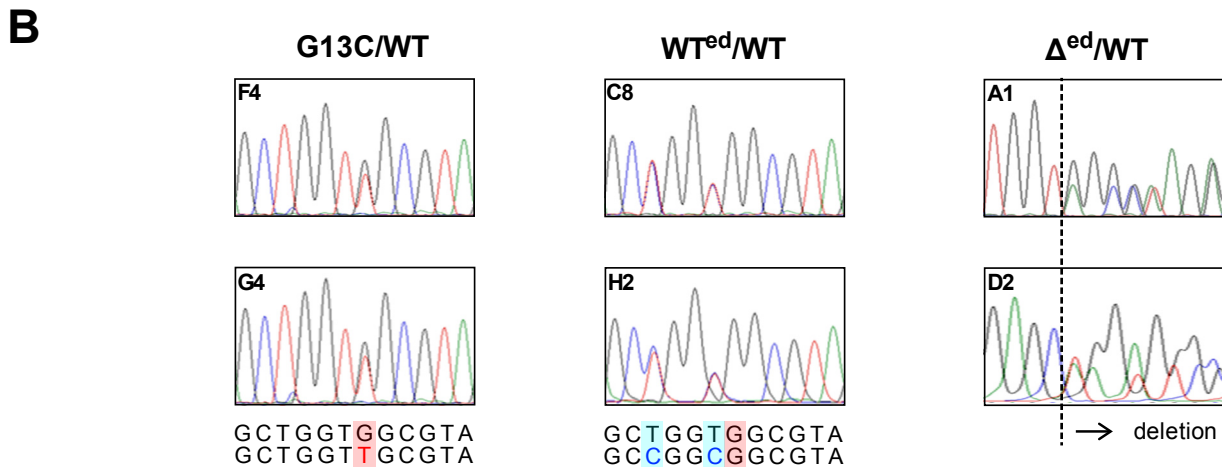 B
G13C/WT
WTed/WT
Δed/WT
F4
C8
A1
G4
H2
D2
GCTGGTGGCGTA
GCTGGTTGCGTA
GCTGGTGGCGTA
GCCGGCGGCGTA
→ deletion